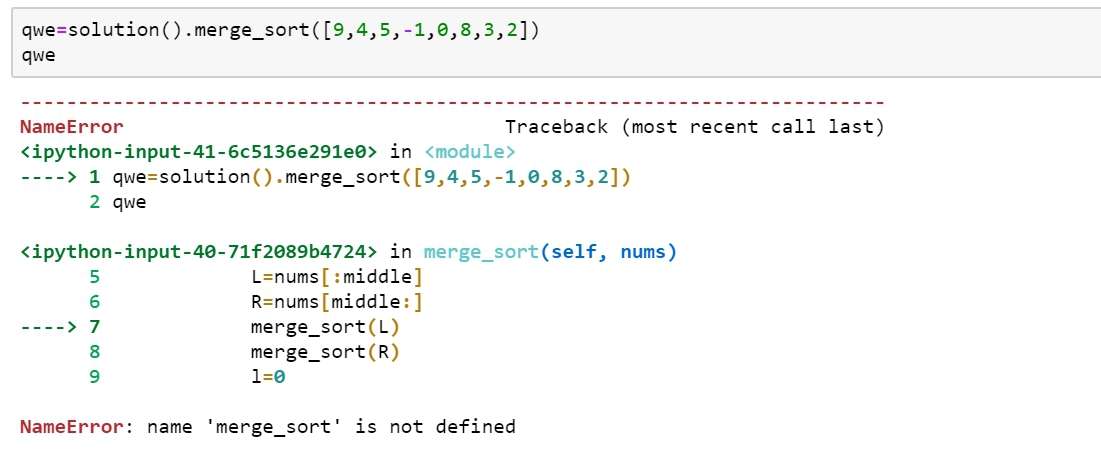 qwe=solution().merge_sort([9,4,5,-1,0,8,3,2])
qwe
---------------------------------------------------------------------------
NameError                                 Traceback (most recent call last)
<ipython-input-41-6c5136e291e0> in <module>
----> 1 qwe=solution().merge_sort([9,4,5,-1,0,8,3,2])
      2 qwe
<ipython-input-40-71f2089b4724> in merge_sort(self, nums)
      5             L=nums[:middle]
      6             R=nums[middle:]
----> 7             merge_sort(L)
      8             merge_sort(R)
      9             l=0
NameError: name 'merge_sort' is not defined